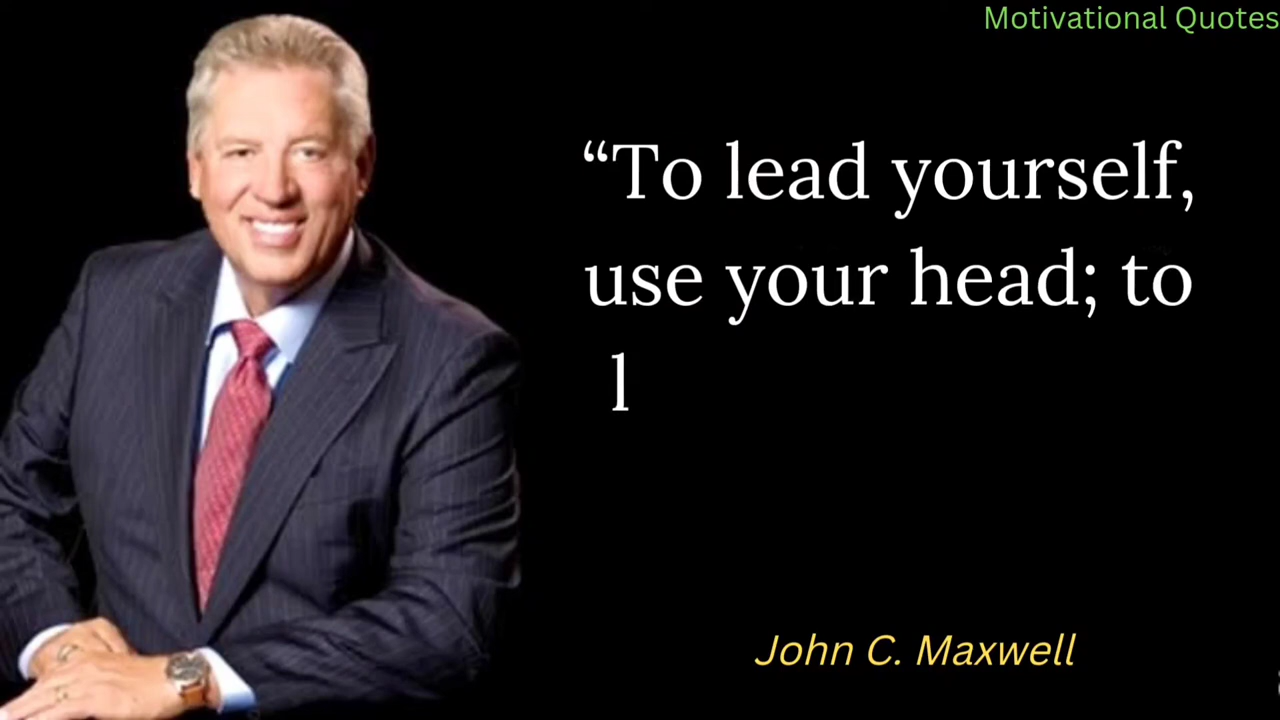 Motivational Quotes
“To lead yourself,
use your head; to
l
John C. Maxwell